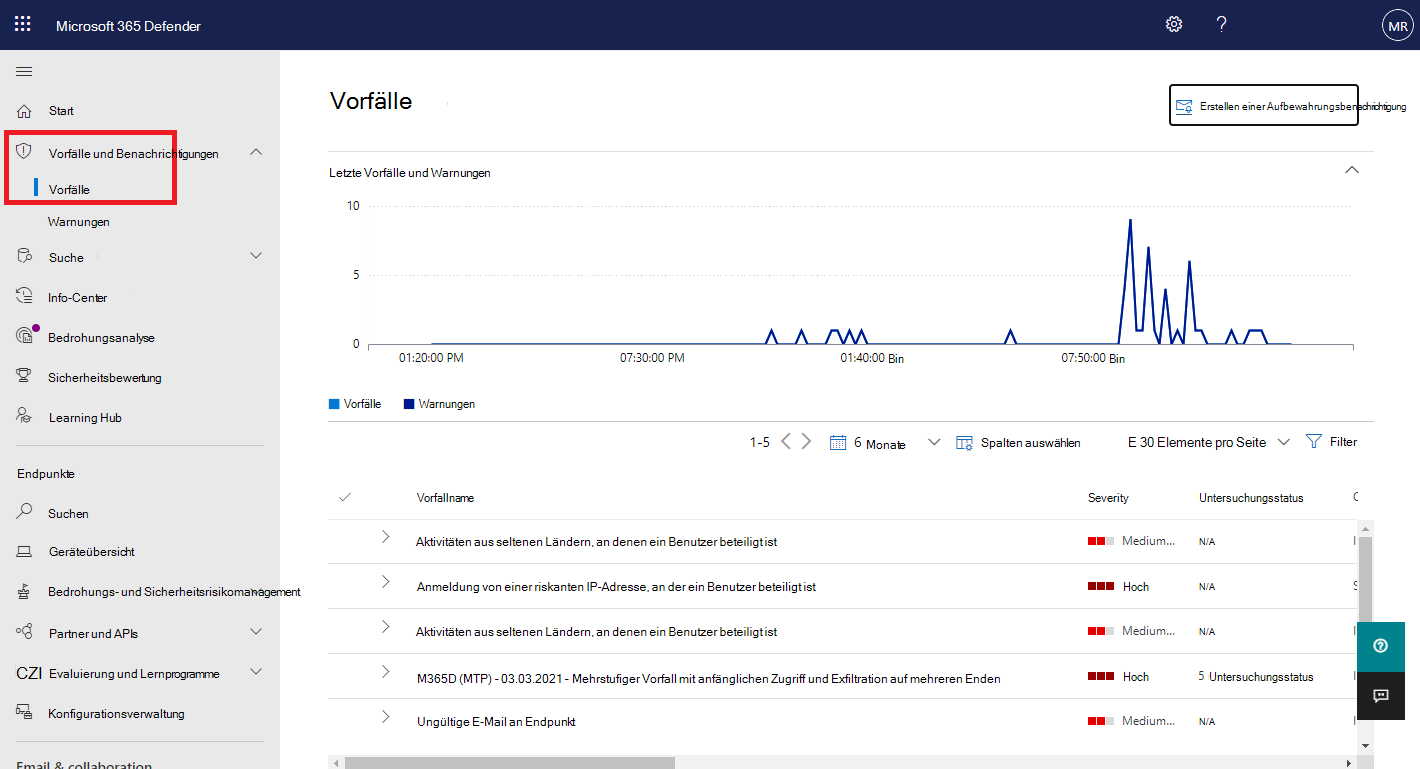 Microsoft 365 Defender
MR
Start
Vorfälle und Benachrichtigungen
Vorfälle
Warnungen
Suche
Info-Center
Bedrohungsanalyse
Sicherheitsbewertung
Learning Hub
Endpunkte
Suchen
Geräteübersicht
Bedrohungs- und Sicherheitsrisikomanagement
Partner und APIs
CZI Evaluierung und Lernprogramme
Konfigurationsverwaltung
Email & collaboration
Vorfälle
Erstellen einer Aufbewahrungsbenachrichtigung
Letzte Vorfälle und Warnungen
10
5
0
01:20:00 PM 07:30:00 PM 01:40:00 Bin 07:50:00 Bin
Vorfälle Warnungen
1-5 6 Monate Spalten auswählen E 30 Elemente pro Seite Filter
Vorfallname Severity Untersuchungsstatus
Aktivitäten aus seltenen Ländern, an denen ein Benutzer beteiligt ist Medium... N/A
Anmeldung von einer riskanten IP-Adresse, an der ein Benutzer beteiligt ist Hoch N/A
Aktivitäten aus seltenen Ländern, an denen ein Benutzer beteiligt ist Medium... N/A
M365D (MTP) - 03.03.2021 - Mehrstufiger Vorfall mit anfänglichen Zugriff und Exfiltration auf mehreren Enden Hoch 5 Untersuchungsstatus
Ungültige E-Mail an Endpunkt Medium... N/A